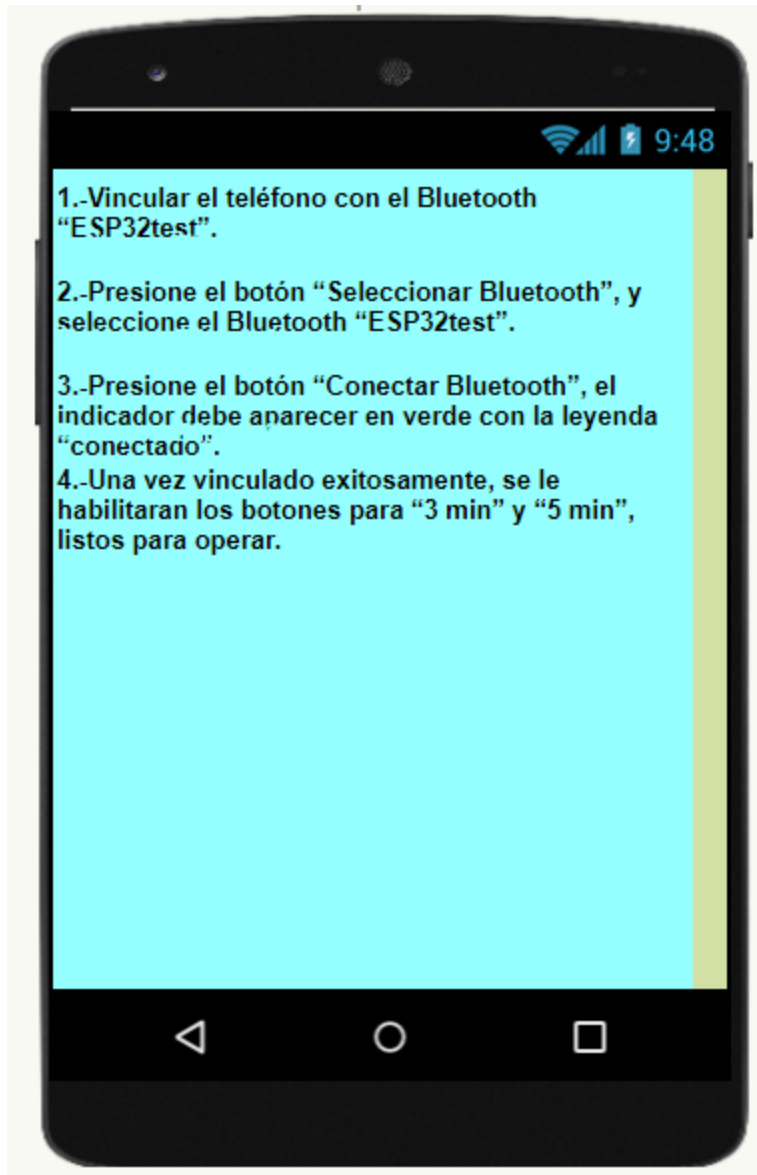 9:48
1.-Vincular el teléfono con el Bluetooth
“ESP32test”.
2.-Presione el botón “Seleccionar Bluetooth”, y
seleccione el Bluetooth “ESP32test”.
3.-Presione el botón “Conectar Bluetooth”, el
indicador debe aparecer en verde con la leyenda
“conectado”.
4.-Una vez vinculado exitosamente, se le
habilitaran los botones para “3 min” y “5 min”,
listos para operar.